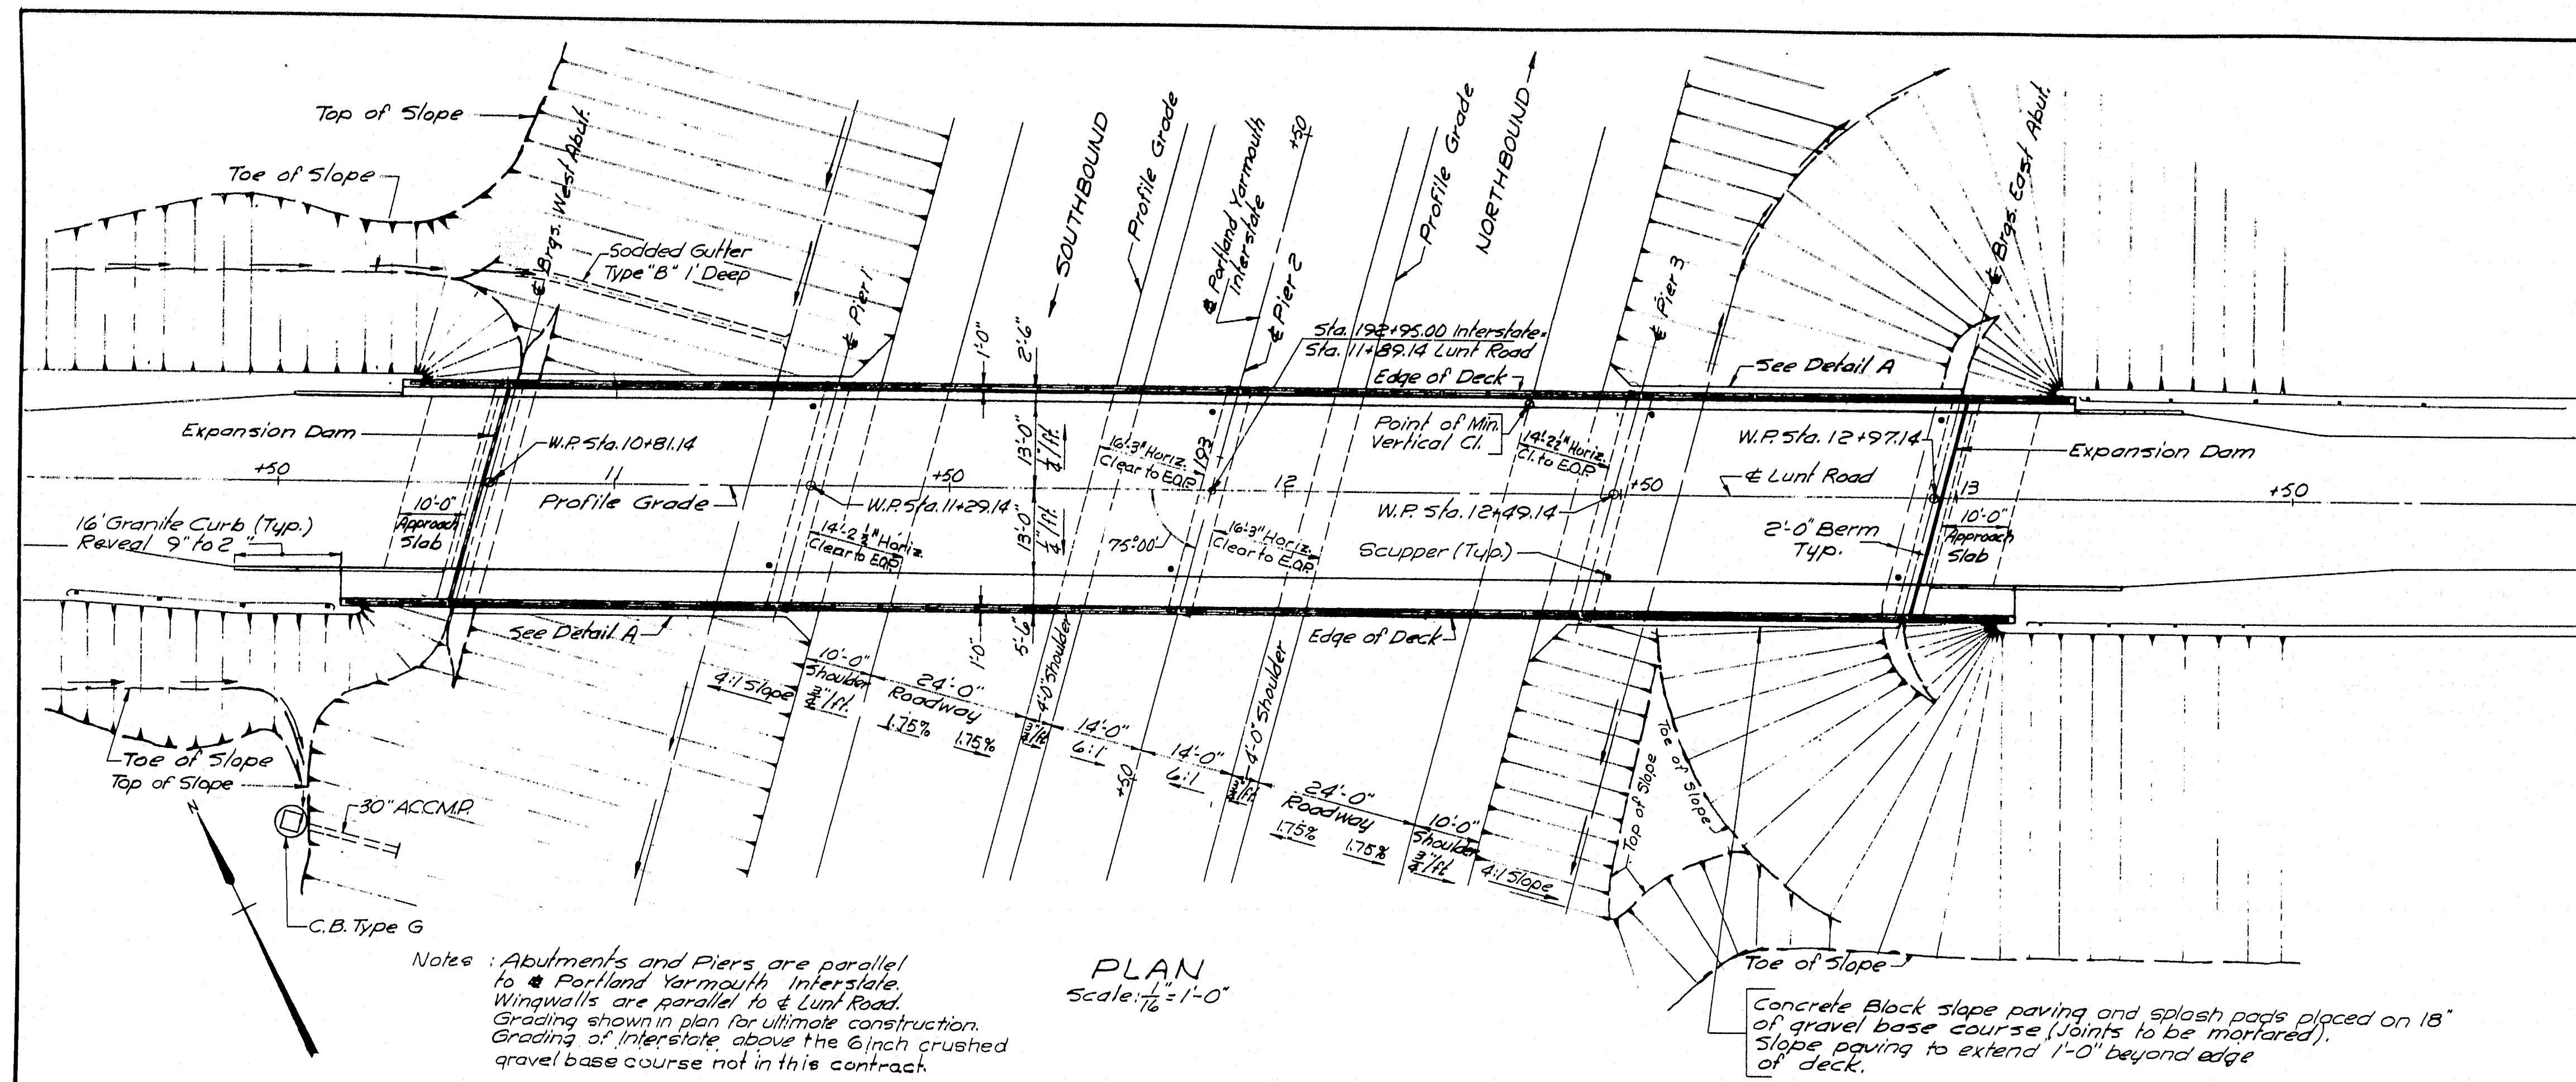 Top of Slope
Toe of Slope
℄ Brgs. West Abut.
Sodded Gutter
Type "B" 1' Deep
℄ Pier 1
1'-0"
2'-6"
SOUTHBOUND
Profile Grade
Portland Yarmouth
Interstate
+50
℄ Pier 2
Profile Grade
NORTHBOUND
℄ Pier 3
℄ Brgs. East Abut.
Sta. 192+95.00 Interstate=
Sta. 11+89.14 Lunt Road
Edge of Deck
See Detail A
Expansion Dam
W.P. Sta. 10+81.14
+50
11
Profile Grade
10'-0"
Approach
Slab
16' Granite Curb (Typ.)
Reveal 9" to 2"
W.P. Sta. 11+29.14
+50
14'-2 ½" Horiz.
Clear to E.O.P.
13'-0"
¼"/ft.
13'-0"
¼"/ft.
16'-3" Horiz.
Clear to E.O.P.
193
75°00'
16'-3" Horiz.
Clear to E.O.P.
12
Point of Min.
Vertical Cl.
14'-2½" Horiz.
Cl. to E.O.P.
W.P. Sta. 12+49.14
+50
Scupper (Typ.)
W.P. Sta. 12+97.14
℄ Lunt Road
13
Expansion Dam
+50
2'-0" Berm
Typ.
10'-0"
Approach
Slab
See Detail A
1'-0"
5'-6"
Edge of Deck
4:1 Slope
10'-0"
Shoulder
¾"/ft.
24'-0"
Roadway
1.75%
1.75%
4'-0" Shoulder
¾"/ft
14'-0"
6:1
+50
14'-0"
6:1
4'-0" Shoulder
¾"/ft
24'-0"
Roadway
1.75%
1.75%
10'-0"
Shoulder
¾"/ft
4:1 Slope
Top of Slope
Toe of Slope
Toe of Slope
Top of Slope
N
30" A.C.C.M.P.
C.B. Type G
Notes : Abutments and Piers are parallel
to ℄ Portland Yarmouth Interstate.
Wingwalls are parallel to ℄ Lunt Road.
Grading shown in plan for ultimate construction.
Grading of Interstate above the 6 inch crushed
gravel base course not in this contract.
PLAN
Scale: 1/16" = 1'-0"
Toe of Slope
Concrete Block slope paving and splash pads placed on 18"
of gravel base course (Joints to be mortared).
Slope paving to extend 1'-0" beyond edge
of deck.